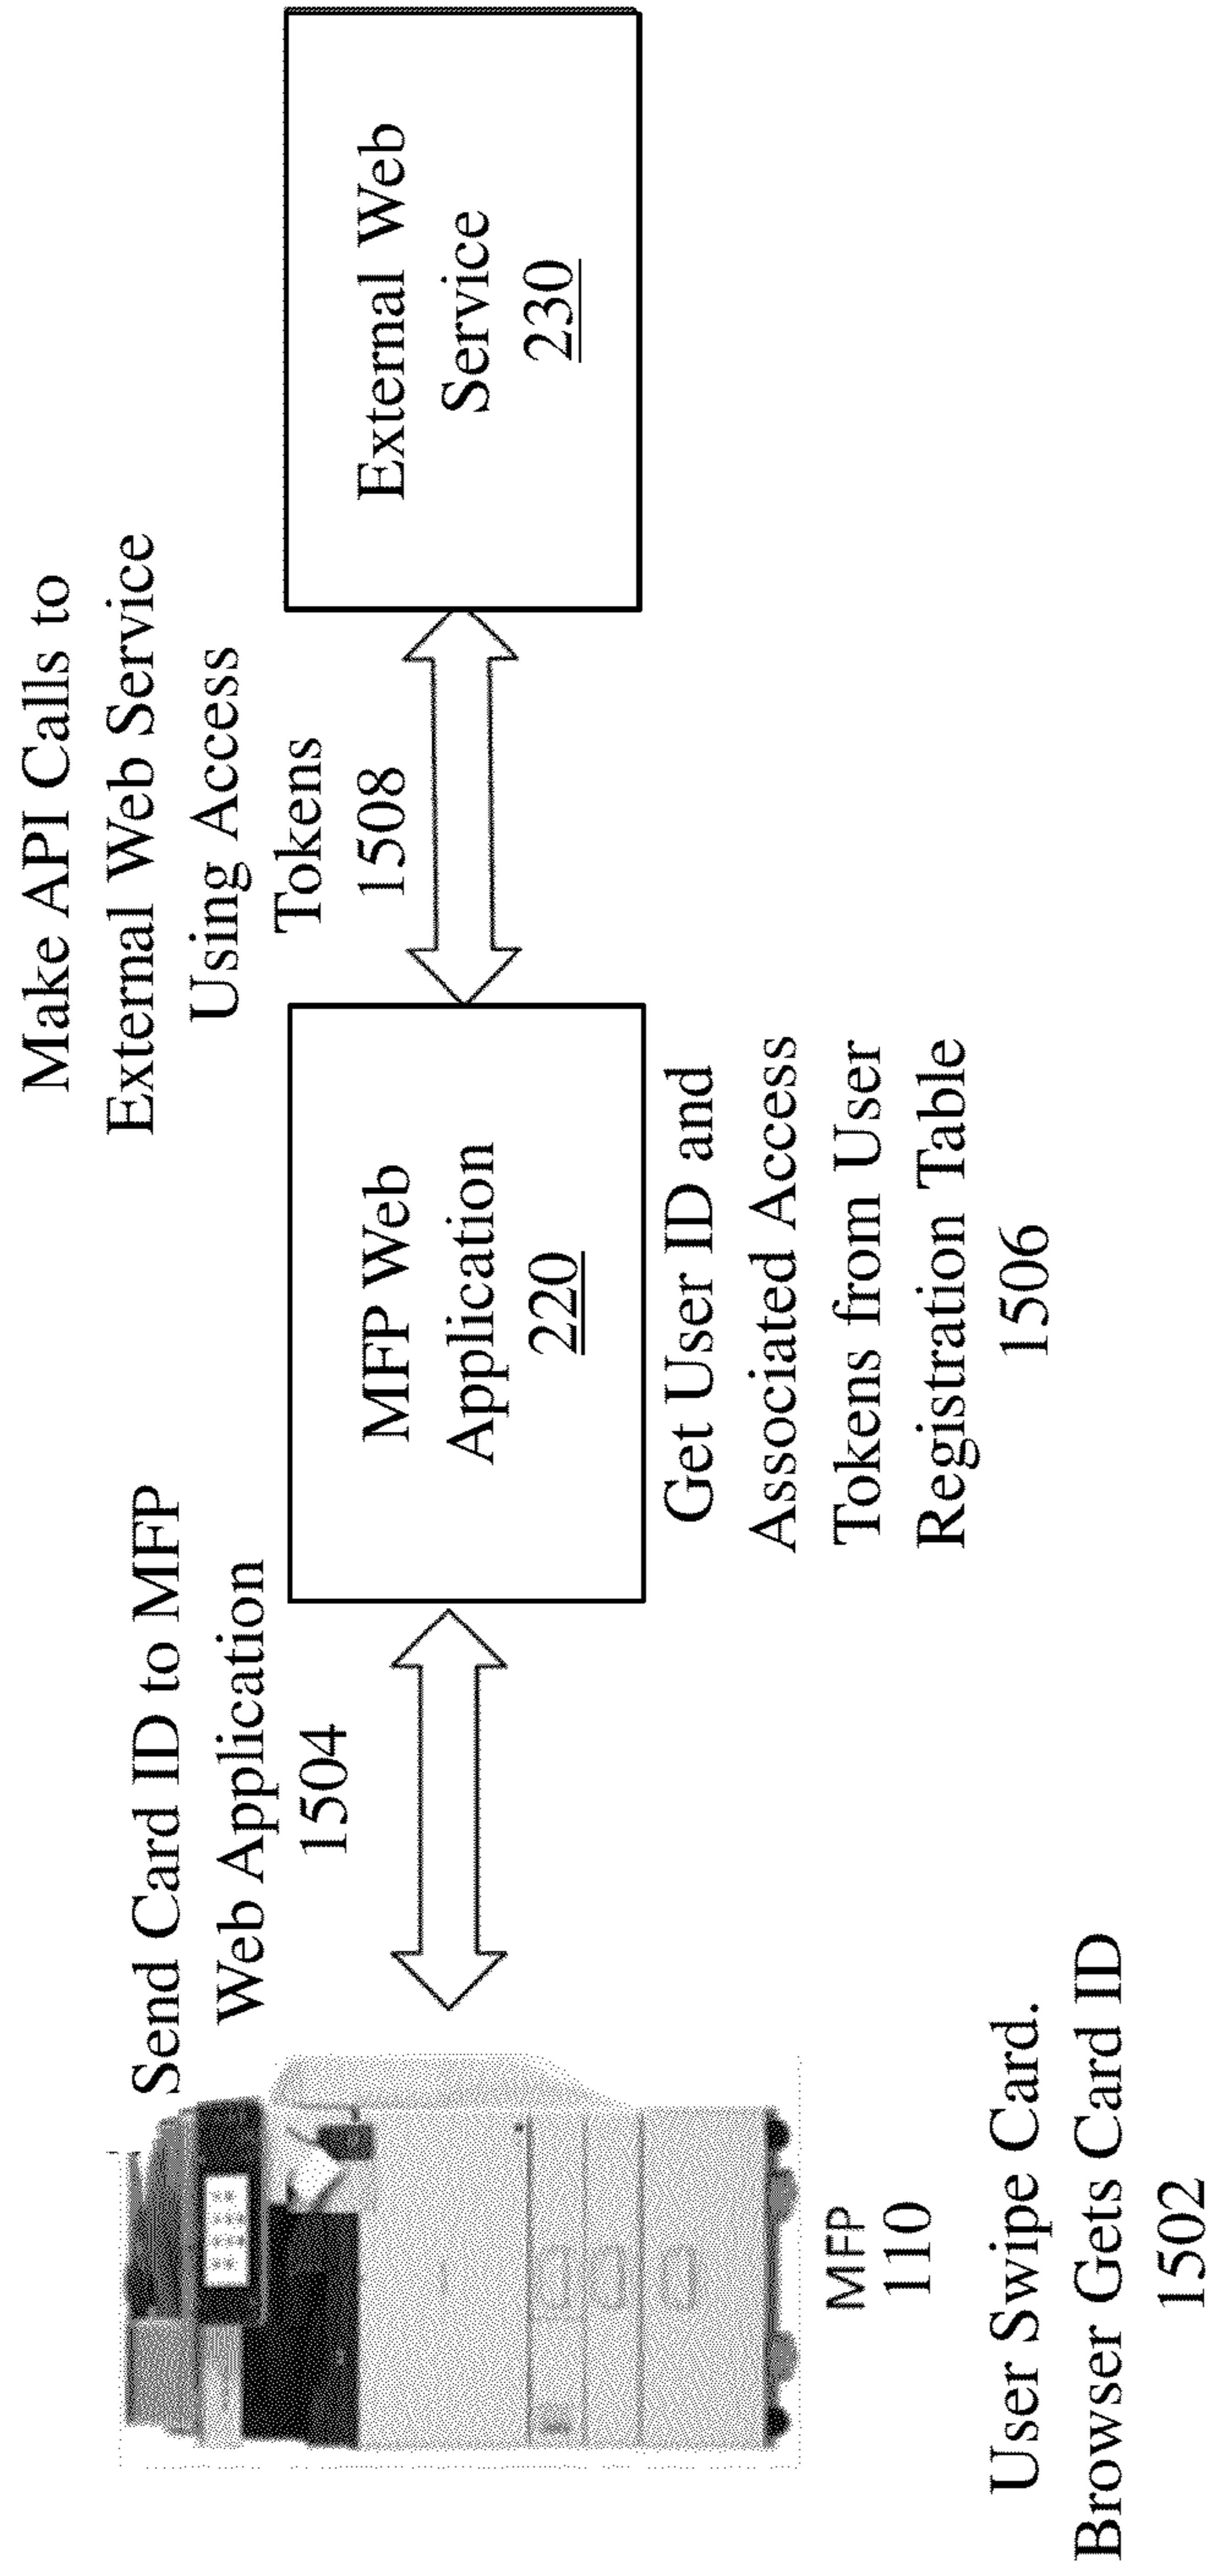 User Swipe Card.
Browser Gets Card ID
1502
MFP
110
Send Card ID to MFP
Web Application
1504
MFP Web
Application
220
Get User ID and
Associated Access
Tokens from User
Registration Table
1506
Make API Calls to
External Web Service
Using Access
Tokens
1508
External Web
Service
230